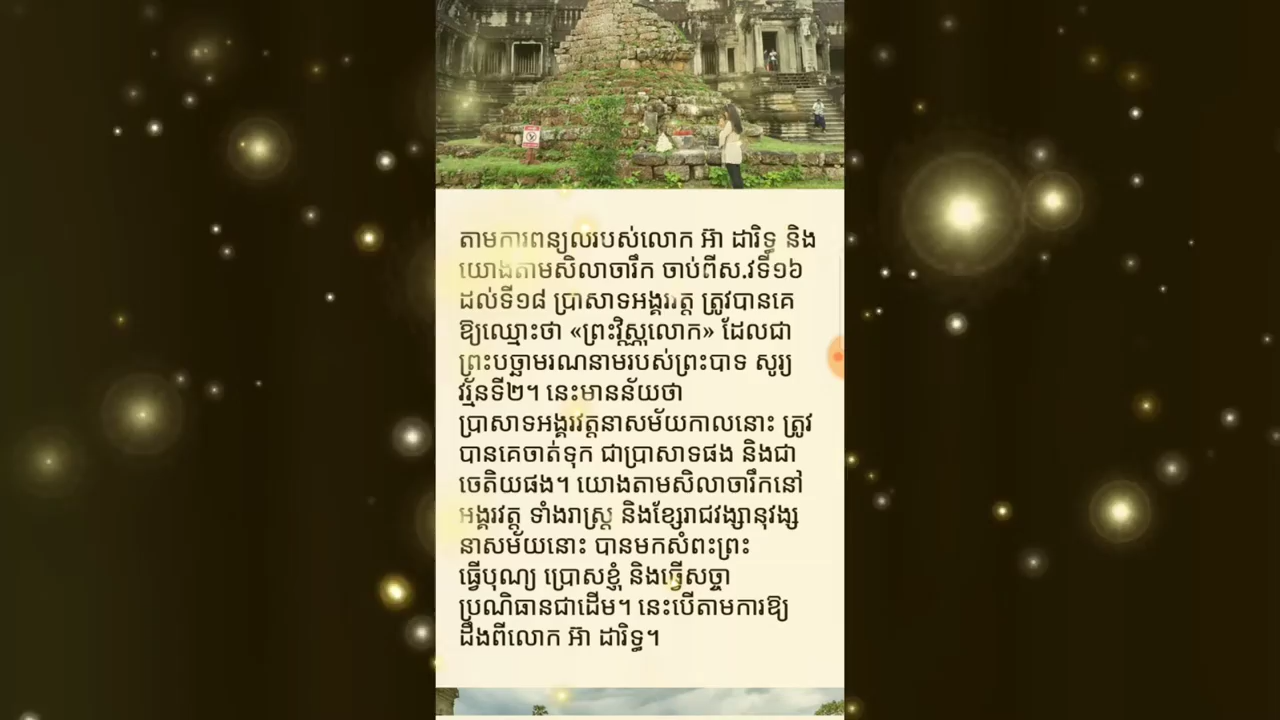 តាមការពន្យលរបស់លោក អ៊ា ដារិទ្ធ និង
យោងតាមសិលាចារឹក ចាប់ពីស.វទី១៦
ដល់ទី១៨ ប្រាសាទអង្គរវត្ត ត្រូវបានគេ
ឱ្យឈ្មោះថា «ព្រះវិស្ណុលោក» ដែលជា
ព្រះបច្ឆាមរណនាមរបស់ព្រះបាទ សូរ្យ
វរ្ម័នទី២។ នេះមានន័យថា
ប្រាសាទអង្គរវត្តនាសម័យកាលនោះ ត្រូវ
បានគេចាត់ទុក ជាប្រាសាទផង និងជា
ចេតិយផង។ យោងតាមសិលាចារឹកនៅ
អង្គរវត្ត ទាំងរាស្ត្រ និងខ្សែរាជវង្សានុវង្ស
នាសម័យនោះ បានមកសំពះព្រះ
ធ្វើបុណ្យ ប្រោសខ្ញុំ និងធ្វើសច្ចា
ប្រណិធានជាដើម។ នេះបើតាមការឱ្យ
ដឹងពីលោក អ៊ា ដារិទ្ធ។